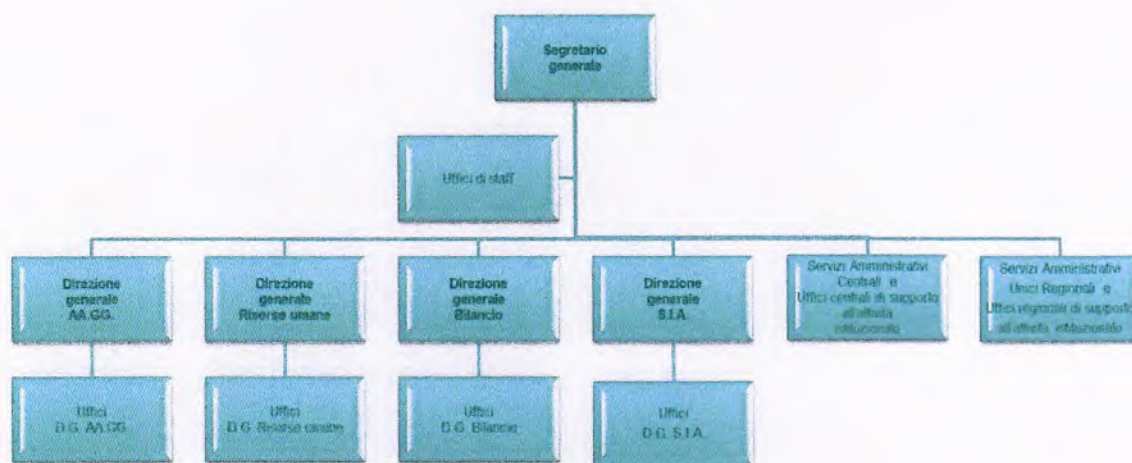 Segretario
generale
Uffici di staff
Direzione
generale
AA.GG.
Direzione
generale
Risorse umane
Direzione
generale
Bilancio
Direzione
generale
S.I.A.
Servizi Amministrativi
Centrali e
Uffici centrali di supporto
all'attività
istituzionale
Servizi Amministrativi
Unici Regionali e
Uffici regionali di supporto
all'attività istituzionale
Uffici
D.G. AA.GG.
Uffici
D.G. Risorse umane
Uffici
D.G. Bilancio
Uffici
D.G. S.I.A.